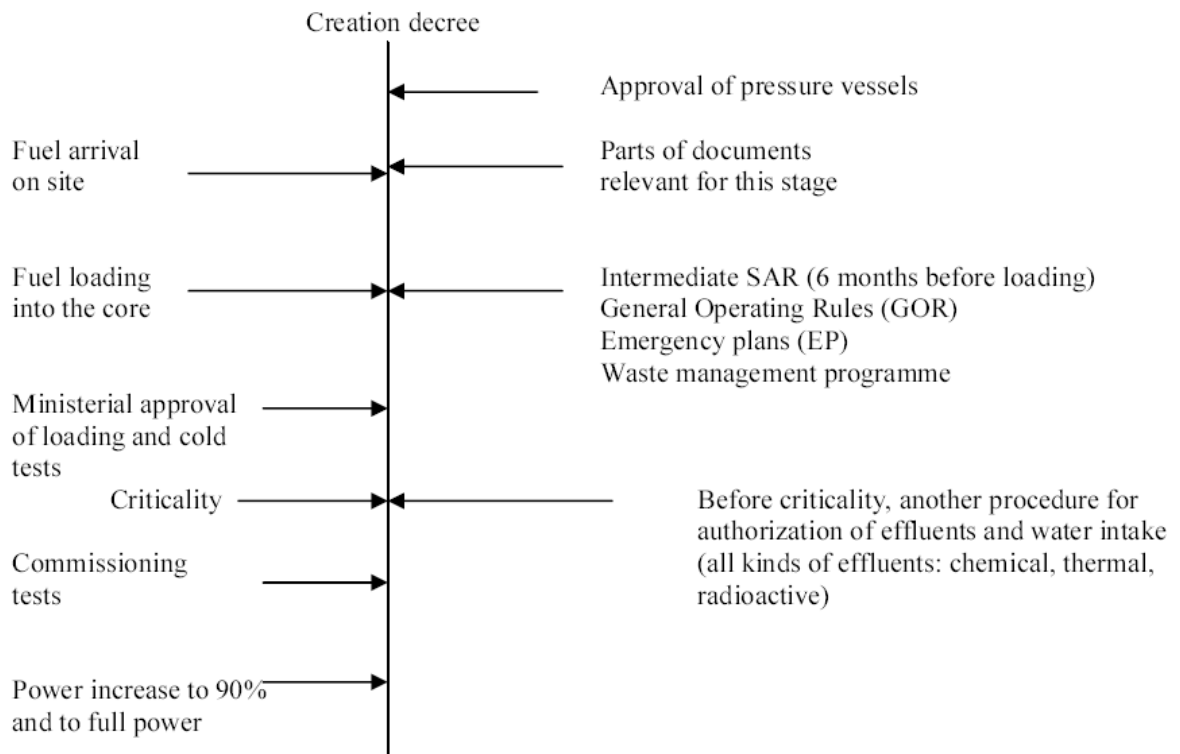 Creation decree
Approval of pressure vessels
Fuel arrival
on site
Parts of documents
relevant for this stage
Fuel loading
into the core
Intermediate SAR (6 months before loading)
General Operating Rules (GOR)
Emergency plans (EP)
Waste management programme
Ministerial approval
of loading and cold
tests
Criticality
Before criticality, another procedure for
authorization of effluents and water intake
(all kinds of effluents: chemical, thermal,
radioactive)
Commissioning
tests
Power increase to 90%
and to full power